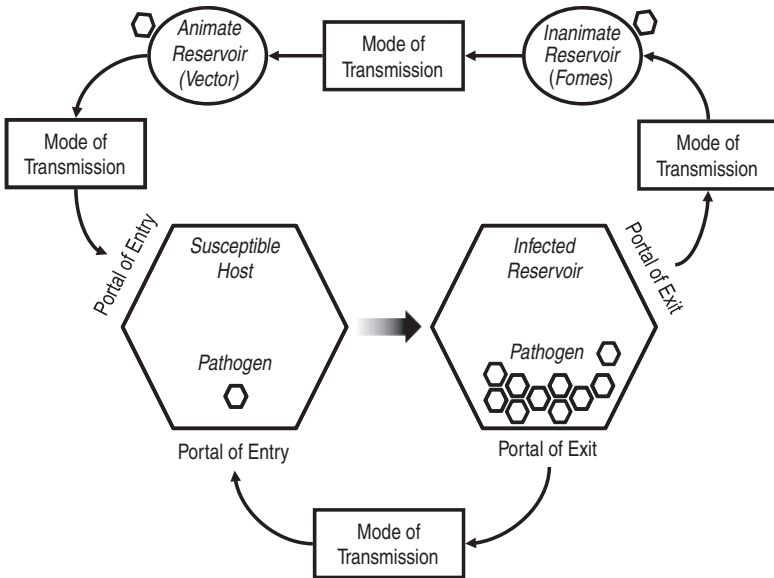 Animate
Reservoir
(Vector)
Mode of
Transmission
Inanimate
Reservoir
(Fomes)
Mode of
Transmission
Mode of
Transmission
Portal of Entry
Susceptible
Host
Pathogen
Infected
Reservoir
Pathogen
Portal of Exit
Portal of Entry
Portal of Exit
Mode of
Transmission